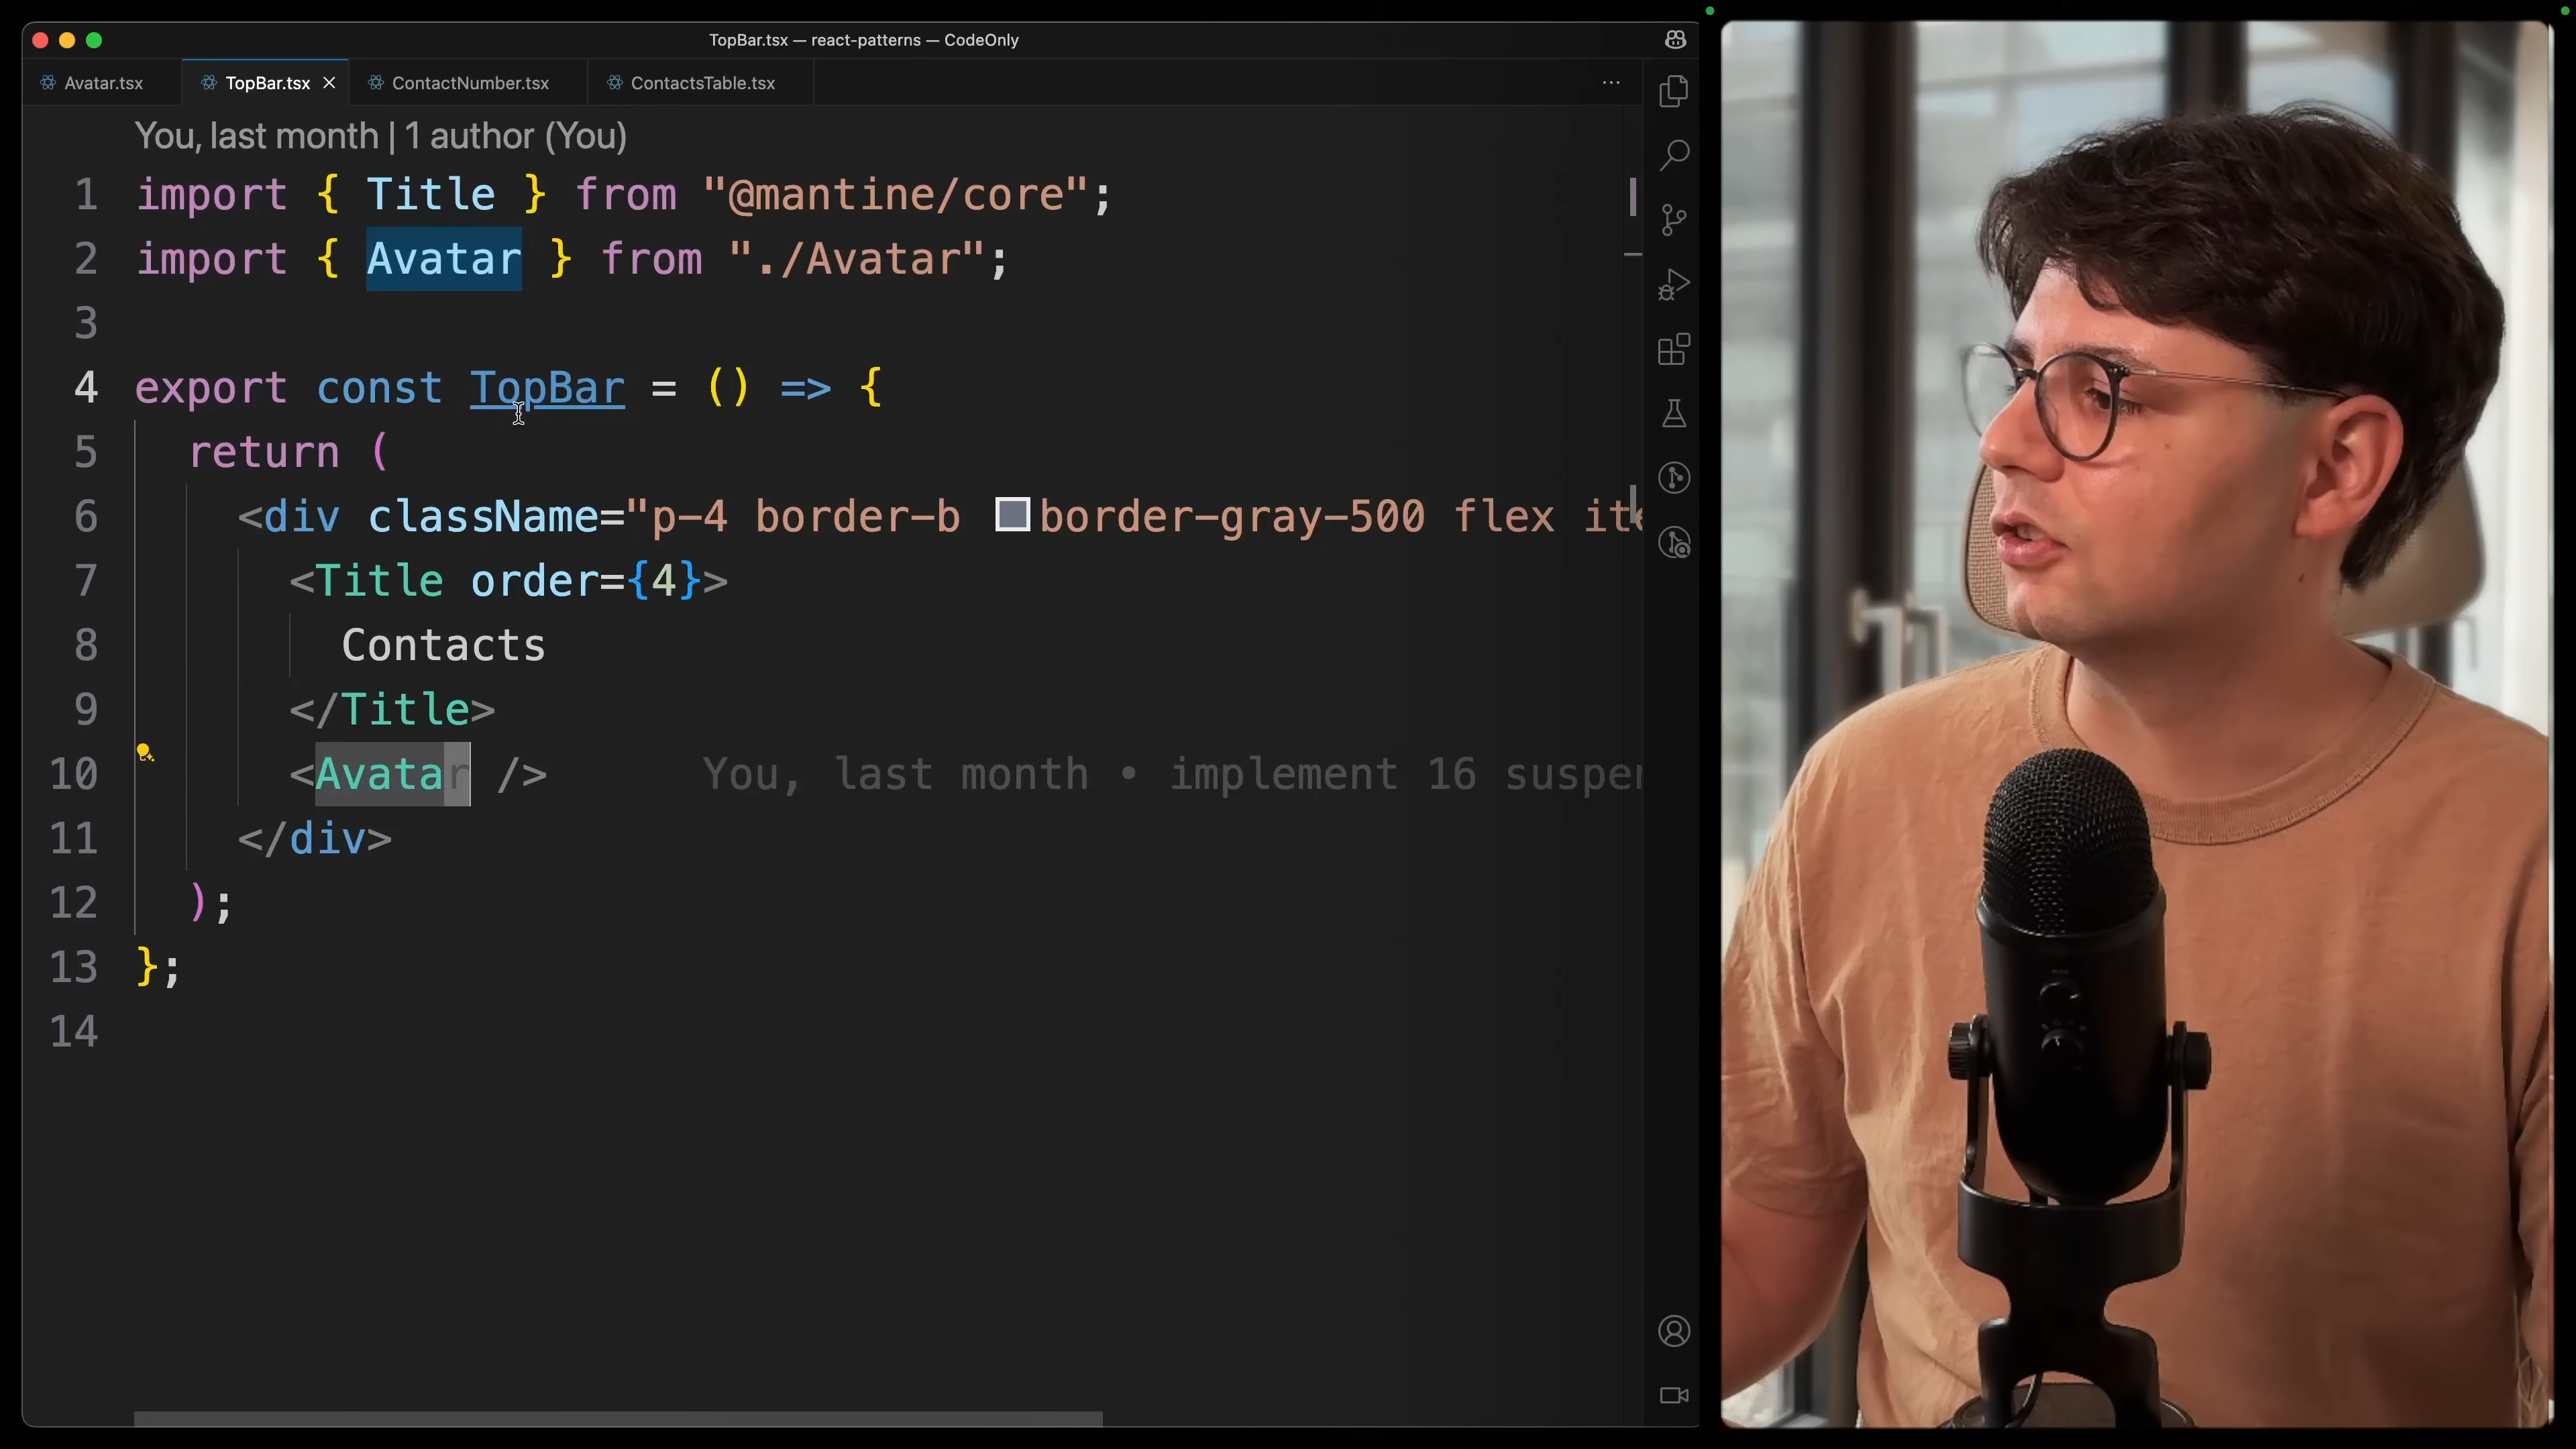 TopBar.tsx — react-patterns — CodeOnly
Avatar.tsx
TopBar.tsx
ContactNumber.tsx
ContactsTable.tsx
You, last month | 1 author (You)
1 import { Title } from "@mantine/core";
2 import { Avatar } from "./Avatar";
3
4 export const TopBar = () => {
5 return (
6 <div className="p-4 border-b border-gray-500 flex
7 <Title order={4}>
8 Contacts
9 </Title>
10 <Avatar /> You, last month • implement 16
11 </div>
12 );
13 };
14